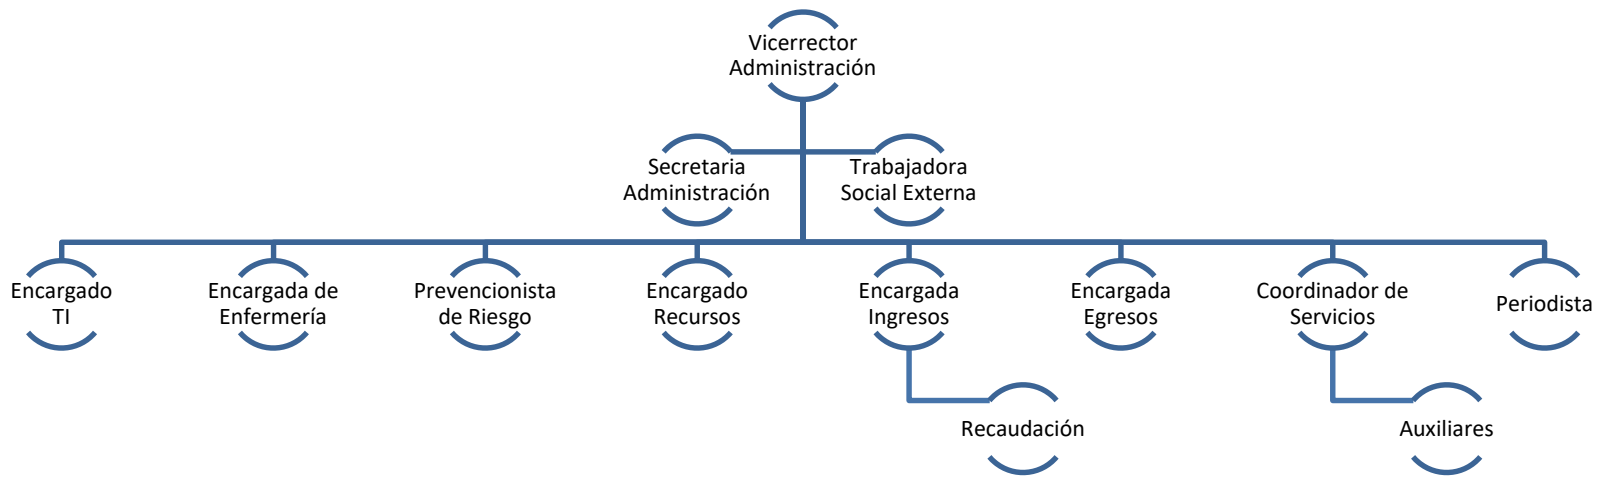 Vicerrector
Administración
Secretaria
Administración
Trabajadora
Social Externa
Encargado
TI
Encargada de
Enfermería
Prevencionista
de Riesgo
Encargado
Recursos
Encargada
Ingresos
Encargada
Egresos
Coordinador de
Servicios
Periodista
Recaudación
Auxiliares